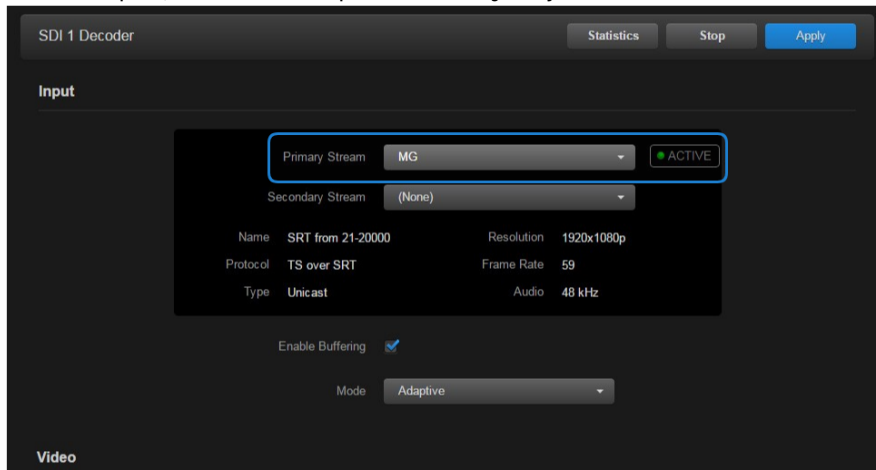 SDI 1 Decoder Statistics Stop Apply
Input
Primary Stream MG ACTIVE
Secondary Stream (None)
Name SRT from 21-20000 Resolution 1920x1080p
Protocol TS over SRT Frame Rate 59
Type Unicast Audio 48 kHz
Enable Buffering
Mode Adaptive
Video